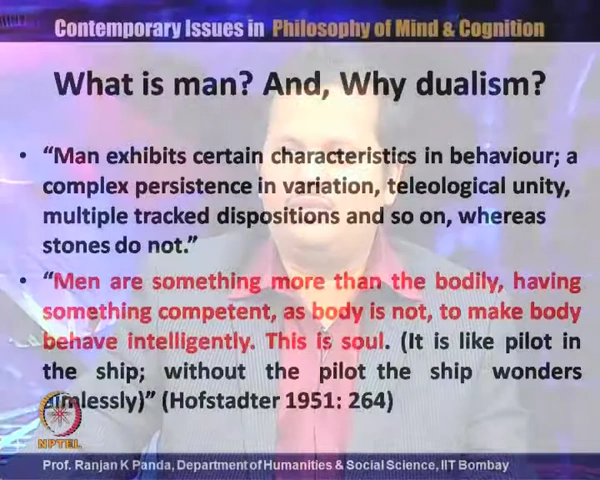 Contemporary Issues in Philosophy of Mind & Cognition
What is man? And, Why dualism?
• “Man exhibits certain characteristics in behaviour; a
complex persistence in variation, teleological unity,
multiple tracked dispositions and so on, whereas
stones do not.”
• “Men are something more than the bodily, having
something competent, as body is not, to make body
behave intelligently. This is soul. (It is like pilot in
the ship; without the pilot the ship wonders
aimlessly)” (Hofstadter 1951: 264)
NPTEL
Prof. Ranjan K Panda, Department of Humanities & Social Science, IIT Bombay